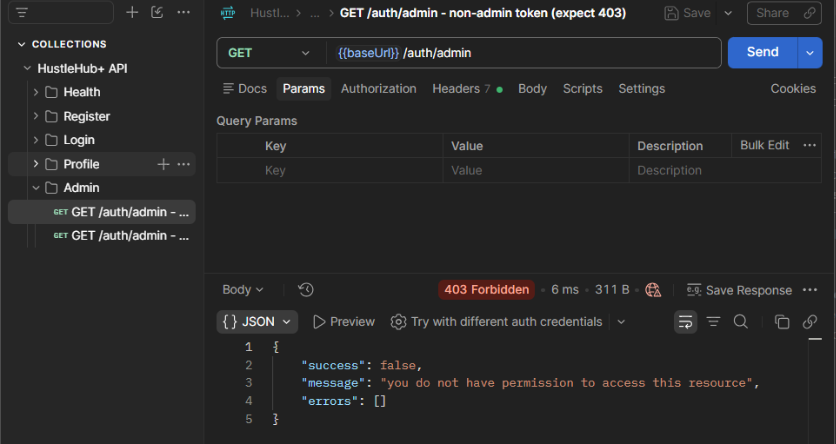 HTTP Hustl... > ... > GET /auth/admin - non-admin token (expect 403) Save Share
COLLECTIONS
HustleHub+ API
Health
Register
Login
Profile
Admin
GET GET /auth/admin - ...
GET GET /auth/admin - ...
GET {{baseUrl}} /auth/admin Send
Docs Params Authorization Headers 7 Body Scripts Settings Cookies
Query Params
Key Value Description Bulk Edit ...
Key Value Description
Body 403 Forbidden • 6 ms • 311 B e.g. Save Response ...
{} JSON Preview Try with different auth credentials
1 {
2 "success": false,
3 "message": "you do not have permission to access this resource",
4 "errors": []
5 }